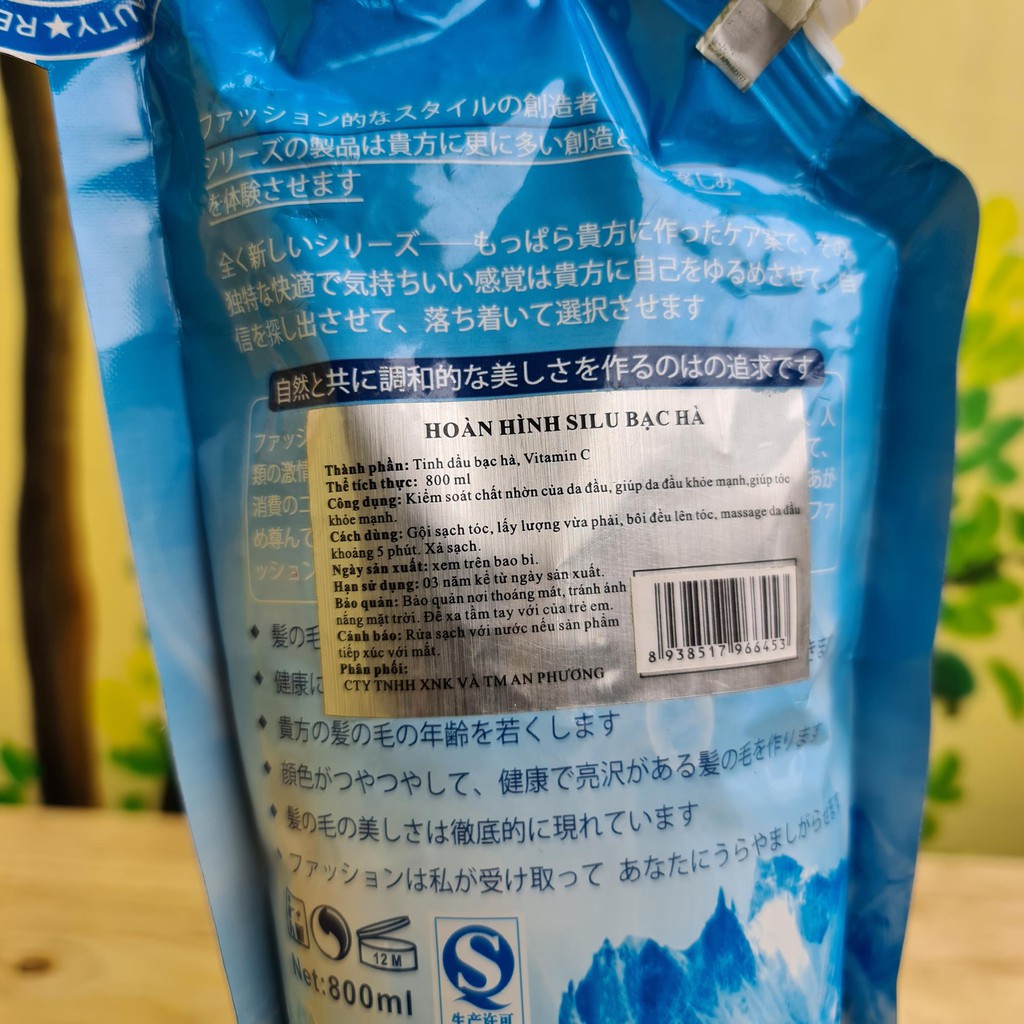 UTY★RE
ファッション的なスタイルの創造者
シリーズの製品は貴方に更に多い創造と
楽しみ
を体験させます
全く新しいシリーズ——もっぱら貴方に作ったケア案で、その
独特な快適で気持ちいい感覚は貴方に自己をゆるめさせて、自
信を探し出させて、落ち着いて選択させます
自然と共に調和的な美しさを作るのはの追求です
ファッシ
類の激情
消費のニ
め尊んで
ッション
人
て、
あが
ファ
HOÀN HÌNH SILU BẠC HÀ
Thành phần: Tinh dầu bạc hà, Vitamin C
Thể tích thực: 800 ml
Công dụng: Kiểm soát chất nhờn của da đầu, giúp da đầu khỏe mạnh,giúp tóc
khỏe mạnh.
Cách dùng: Gội sạch tóc, lấy lượng vừa phải, bôi đều lên tóc, massage da đầu
khoảng 5 phút. Xả sạch.
Ngày sản xuất: xem trên bao bì.
Hạn sử dụng: 03 năm kể từ ngày sản xuất.
Bảo quản: Bảo quản nơi thoáng mát, tránh ánh
nắng mặt trời. Để xa tầm tay với của trẻ em.
Cảnh báo: Rửa sạch với nước nếu sản phẩm
tiếp xúc với mắt.
Phân phối:
CTY TNHH XNK VÀ TM AN PHƯƠNG
8 938517 966453
◆ 髪の毛
◆ 健康に
◆ 貴方の髪の毛の年齢を若くします
◆ 顔色がつやつやして、健康で亮沢がある髪の毛を作ります
◆ 髪の毛の美しさは徹底的に現れています
◆ ファッションは私が受け取って あなたにうらやましがらせ
12 M
Net:800ml
S
生产许可